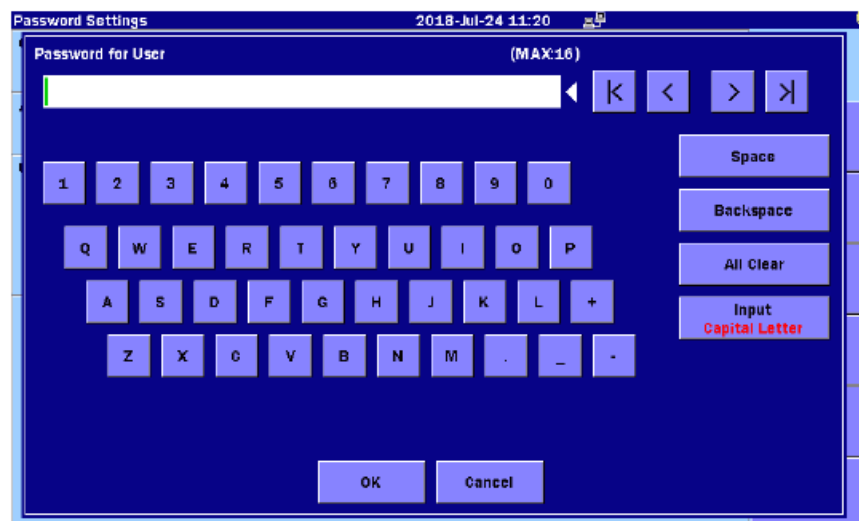 Password Settings 2018-Jul-24 11:20
Password for User (MAX:16)
|< < > >|
Space
1 2 3 4 5 6 7 8 9 0
Backspace
Q W E R T Y U I O P
All Clear
A S D F G H J K L +
Input
Capital Letter
Z X C V B N M . _ -
OK Cancel